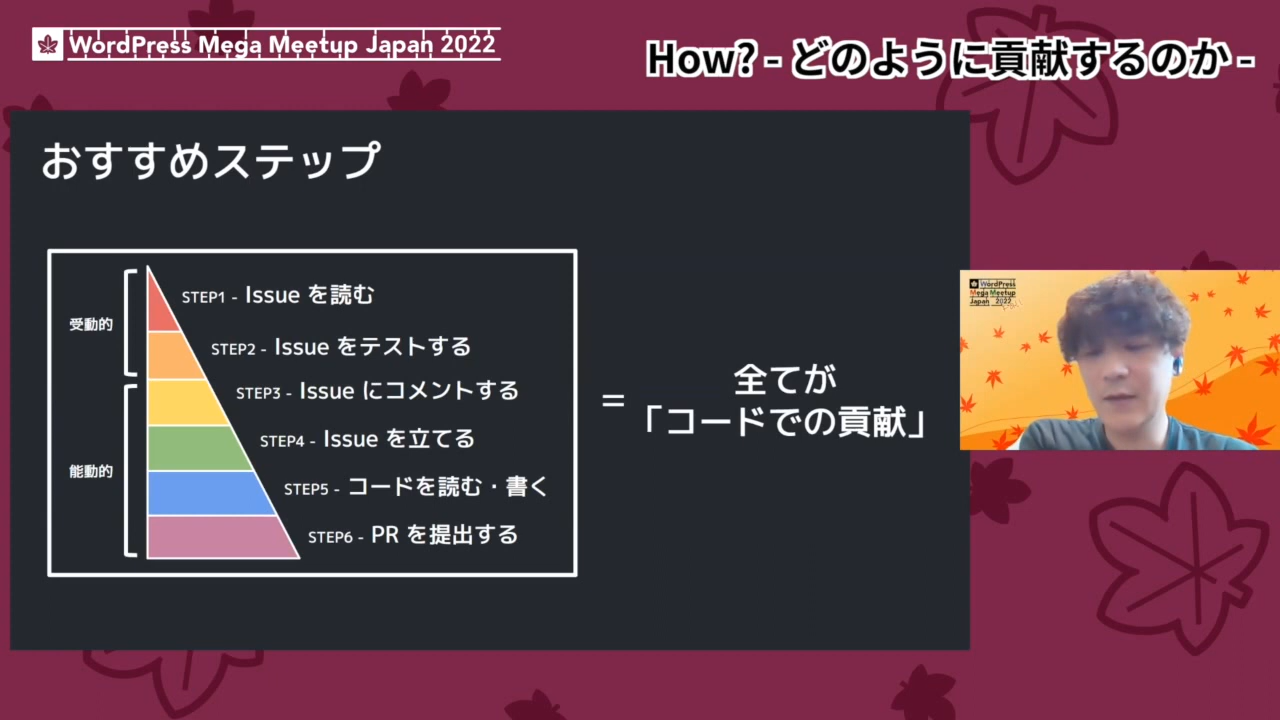 WordPress Mega Meetup Japan 2022
How? - どのように貢献するのか -
おすすめステップ
受動的
STEP1 - Issue を読む
STEP2 - Issue をテストする
能動的
STEP3 - Issue にコメントする
STEP4 - Issue を立てる
STEP5 - コードを読む・書く
STEP6 - PR を提出する
=
全てが
「コードでの貢献」
WordPress
Mega Meetup
Japan 2022